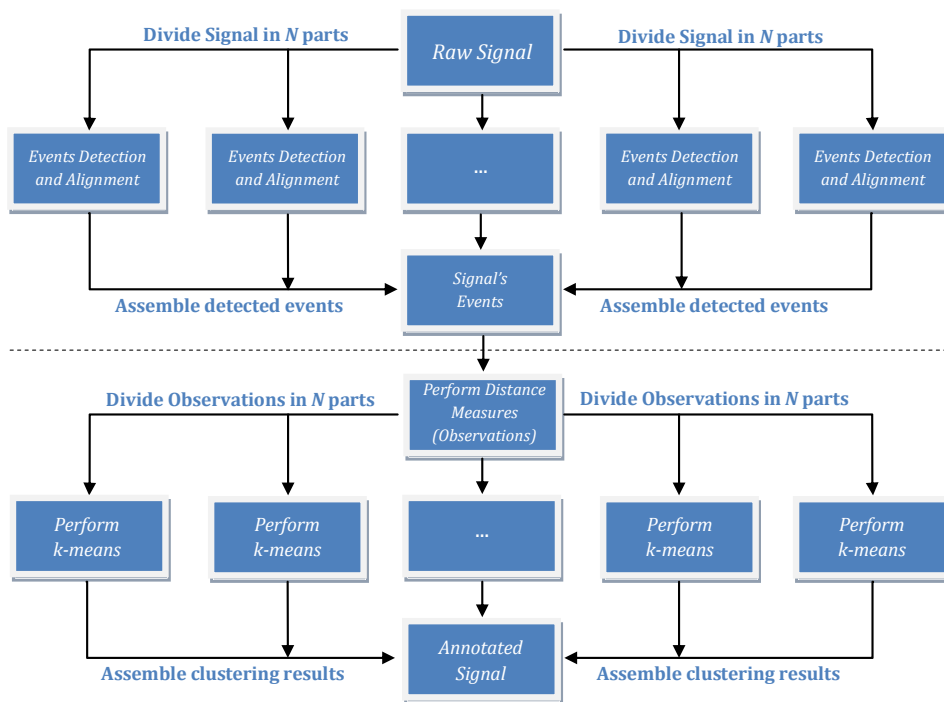 Divide Signal in N parts
Raw Signal
Divide Signal in N parts
Events Detection
and Alignment
Events Detection
and Alignment
...
Events Detection
and Alignment
Events Detection
and Alignment
Signal's
Events
Assemble detected events
Assemble detected events
Perform Distance
Measures
(Observations)
Divide Observations in N parts
Divide Observations in N parts
Perform
k-means
Perform
k-means
...
Perform
k-means
Perform
k-means
Annotated
Signal
Assemble clustering results
Assemble clustering results